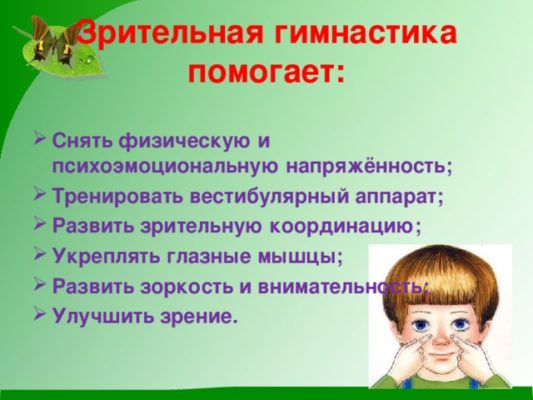 Зрительная гимнастика
помогает:
Снять физическую и
психоэмоциональную напряжённость;
Тренировать вестибулярный аппарат;
Развить зрительную координацию;
Укреплять глазные мышцы;
Развить зоркость и внимательность;
Улучшить зрение.